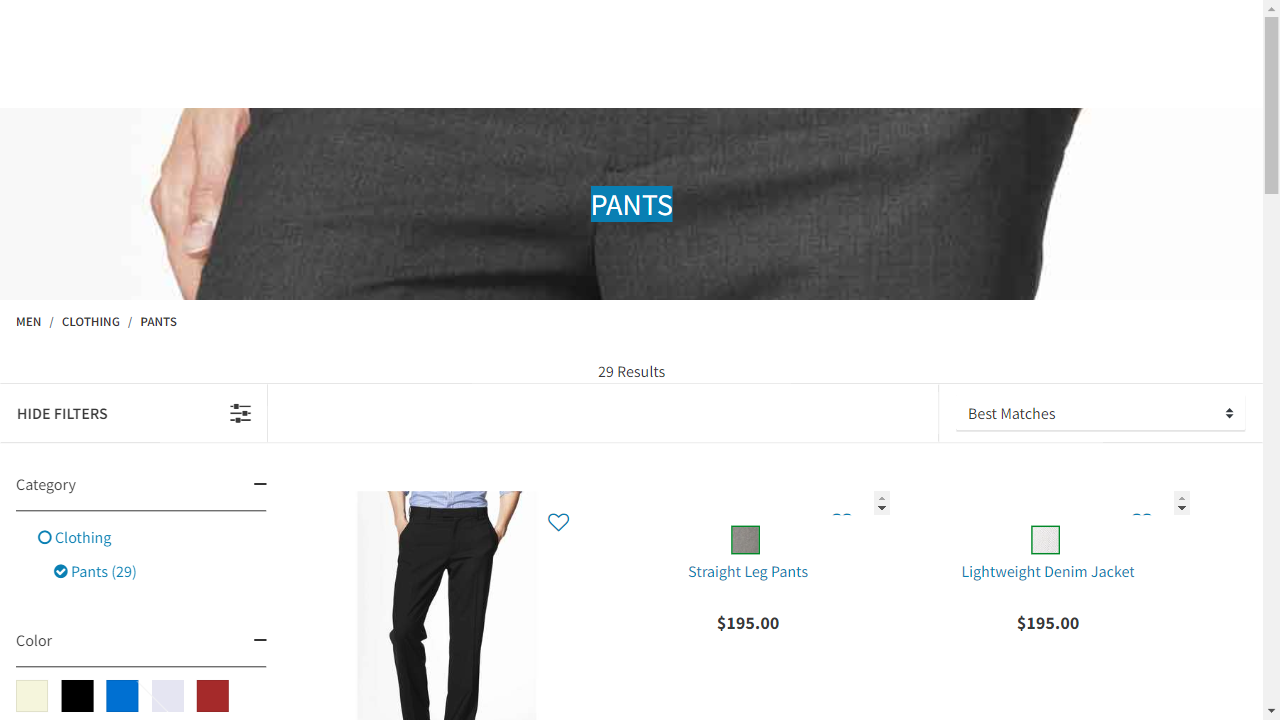 PANTS
MEN / CLOTHING / PANTS
29 Results
HIDE FILTERS
Best Matches
Category
Clothing
Pants (29)
Color
Straight Leg Pants
$195.00
Lightweight Denim Jacket
$195.00